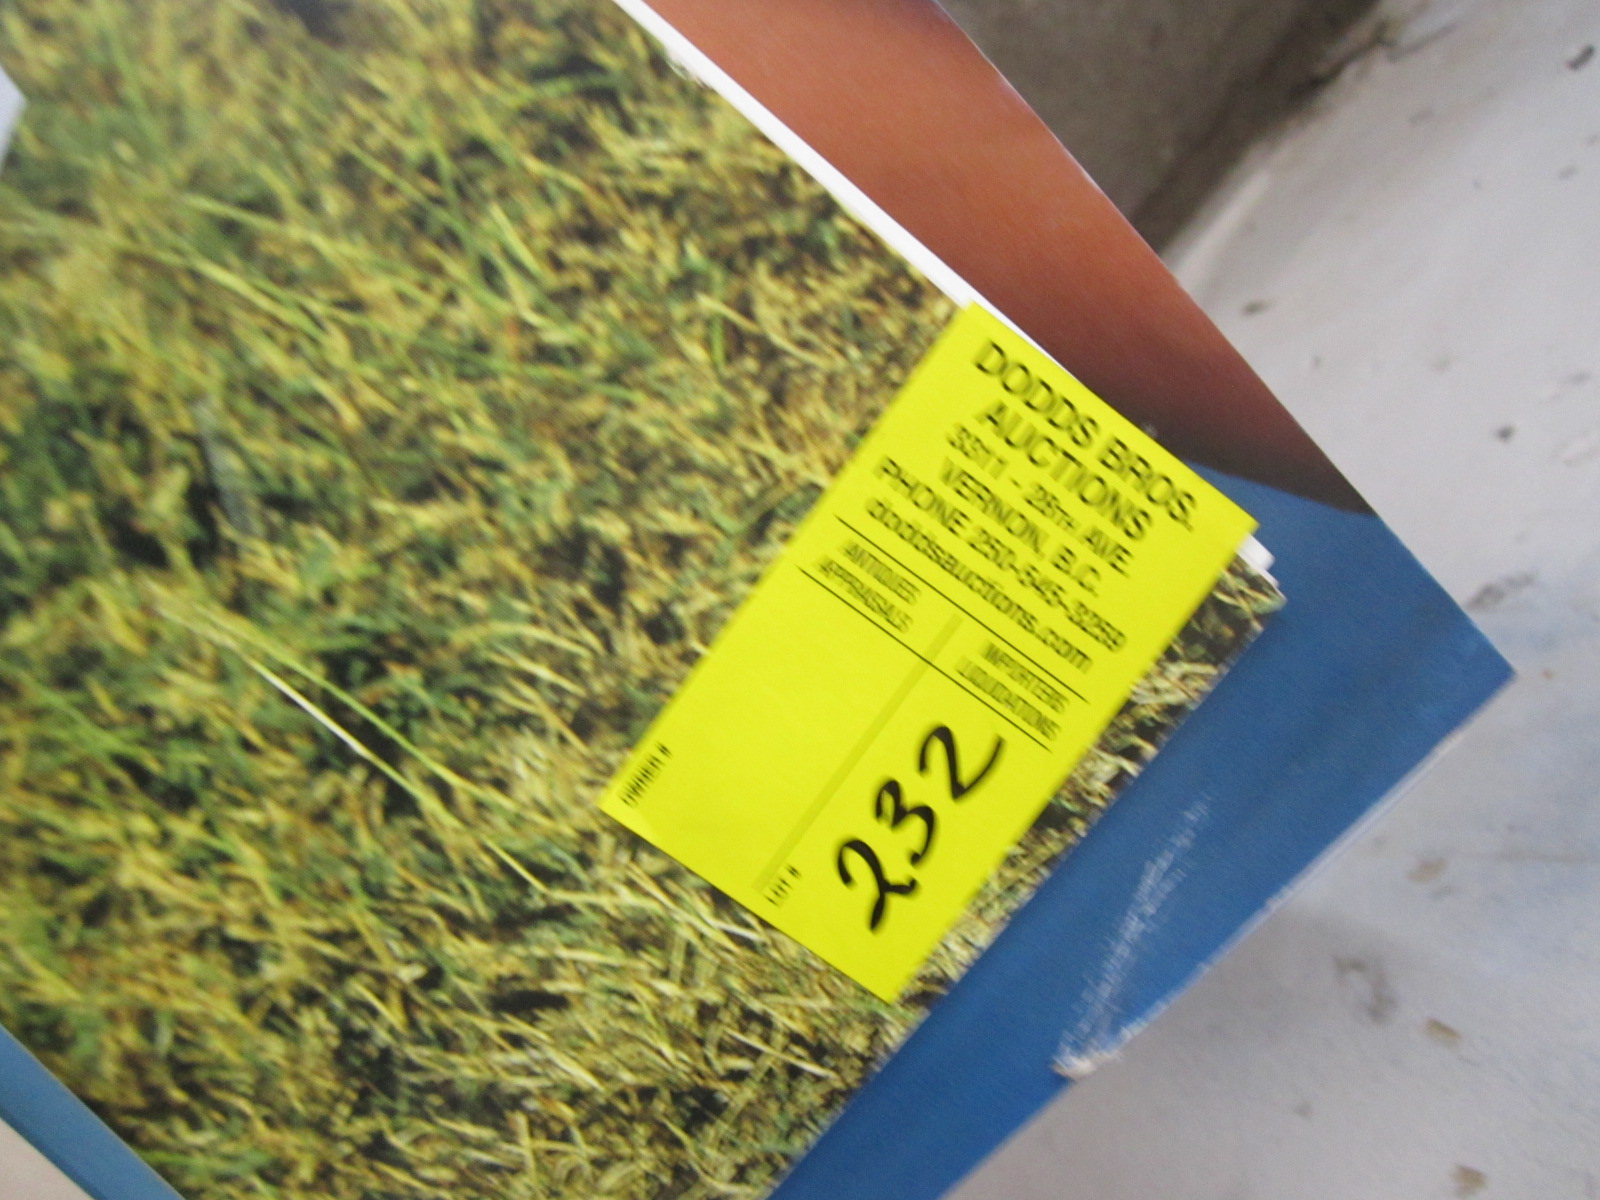 DODDS BROS.
AUCTIONS
3311 - 28TH AVE.
VERNON, B.C.
PHONE 250-545-3259
doddsauctions.com
ANTIQUES
APPRAISALS
IMPORTERS
LIQUIDATIONS
OWNER #
LOT #
232